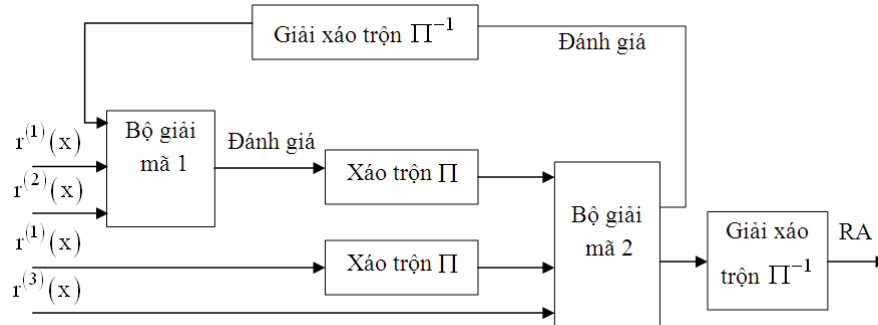 Giải xáo trộn Π⁻¹
Đánh giá
r⁽¹⁾(x)
Bộ giải
mã 1
Đánh giá
r⁽²⁾(x)
Xáo trộn Π
r⁽¹⁾(x)
Bộ giải
mã 2
Giải xáo
trộn Π⁻¹
RA
Xáo trộn Π
r⁽³⁾(x)